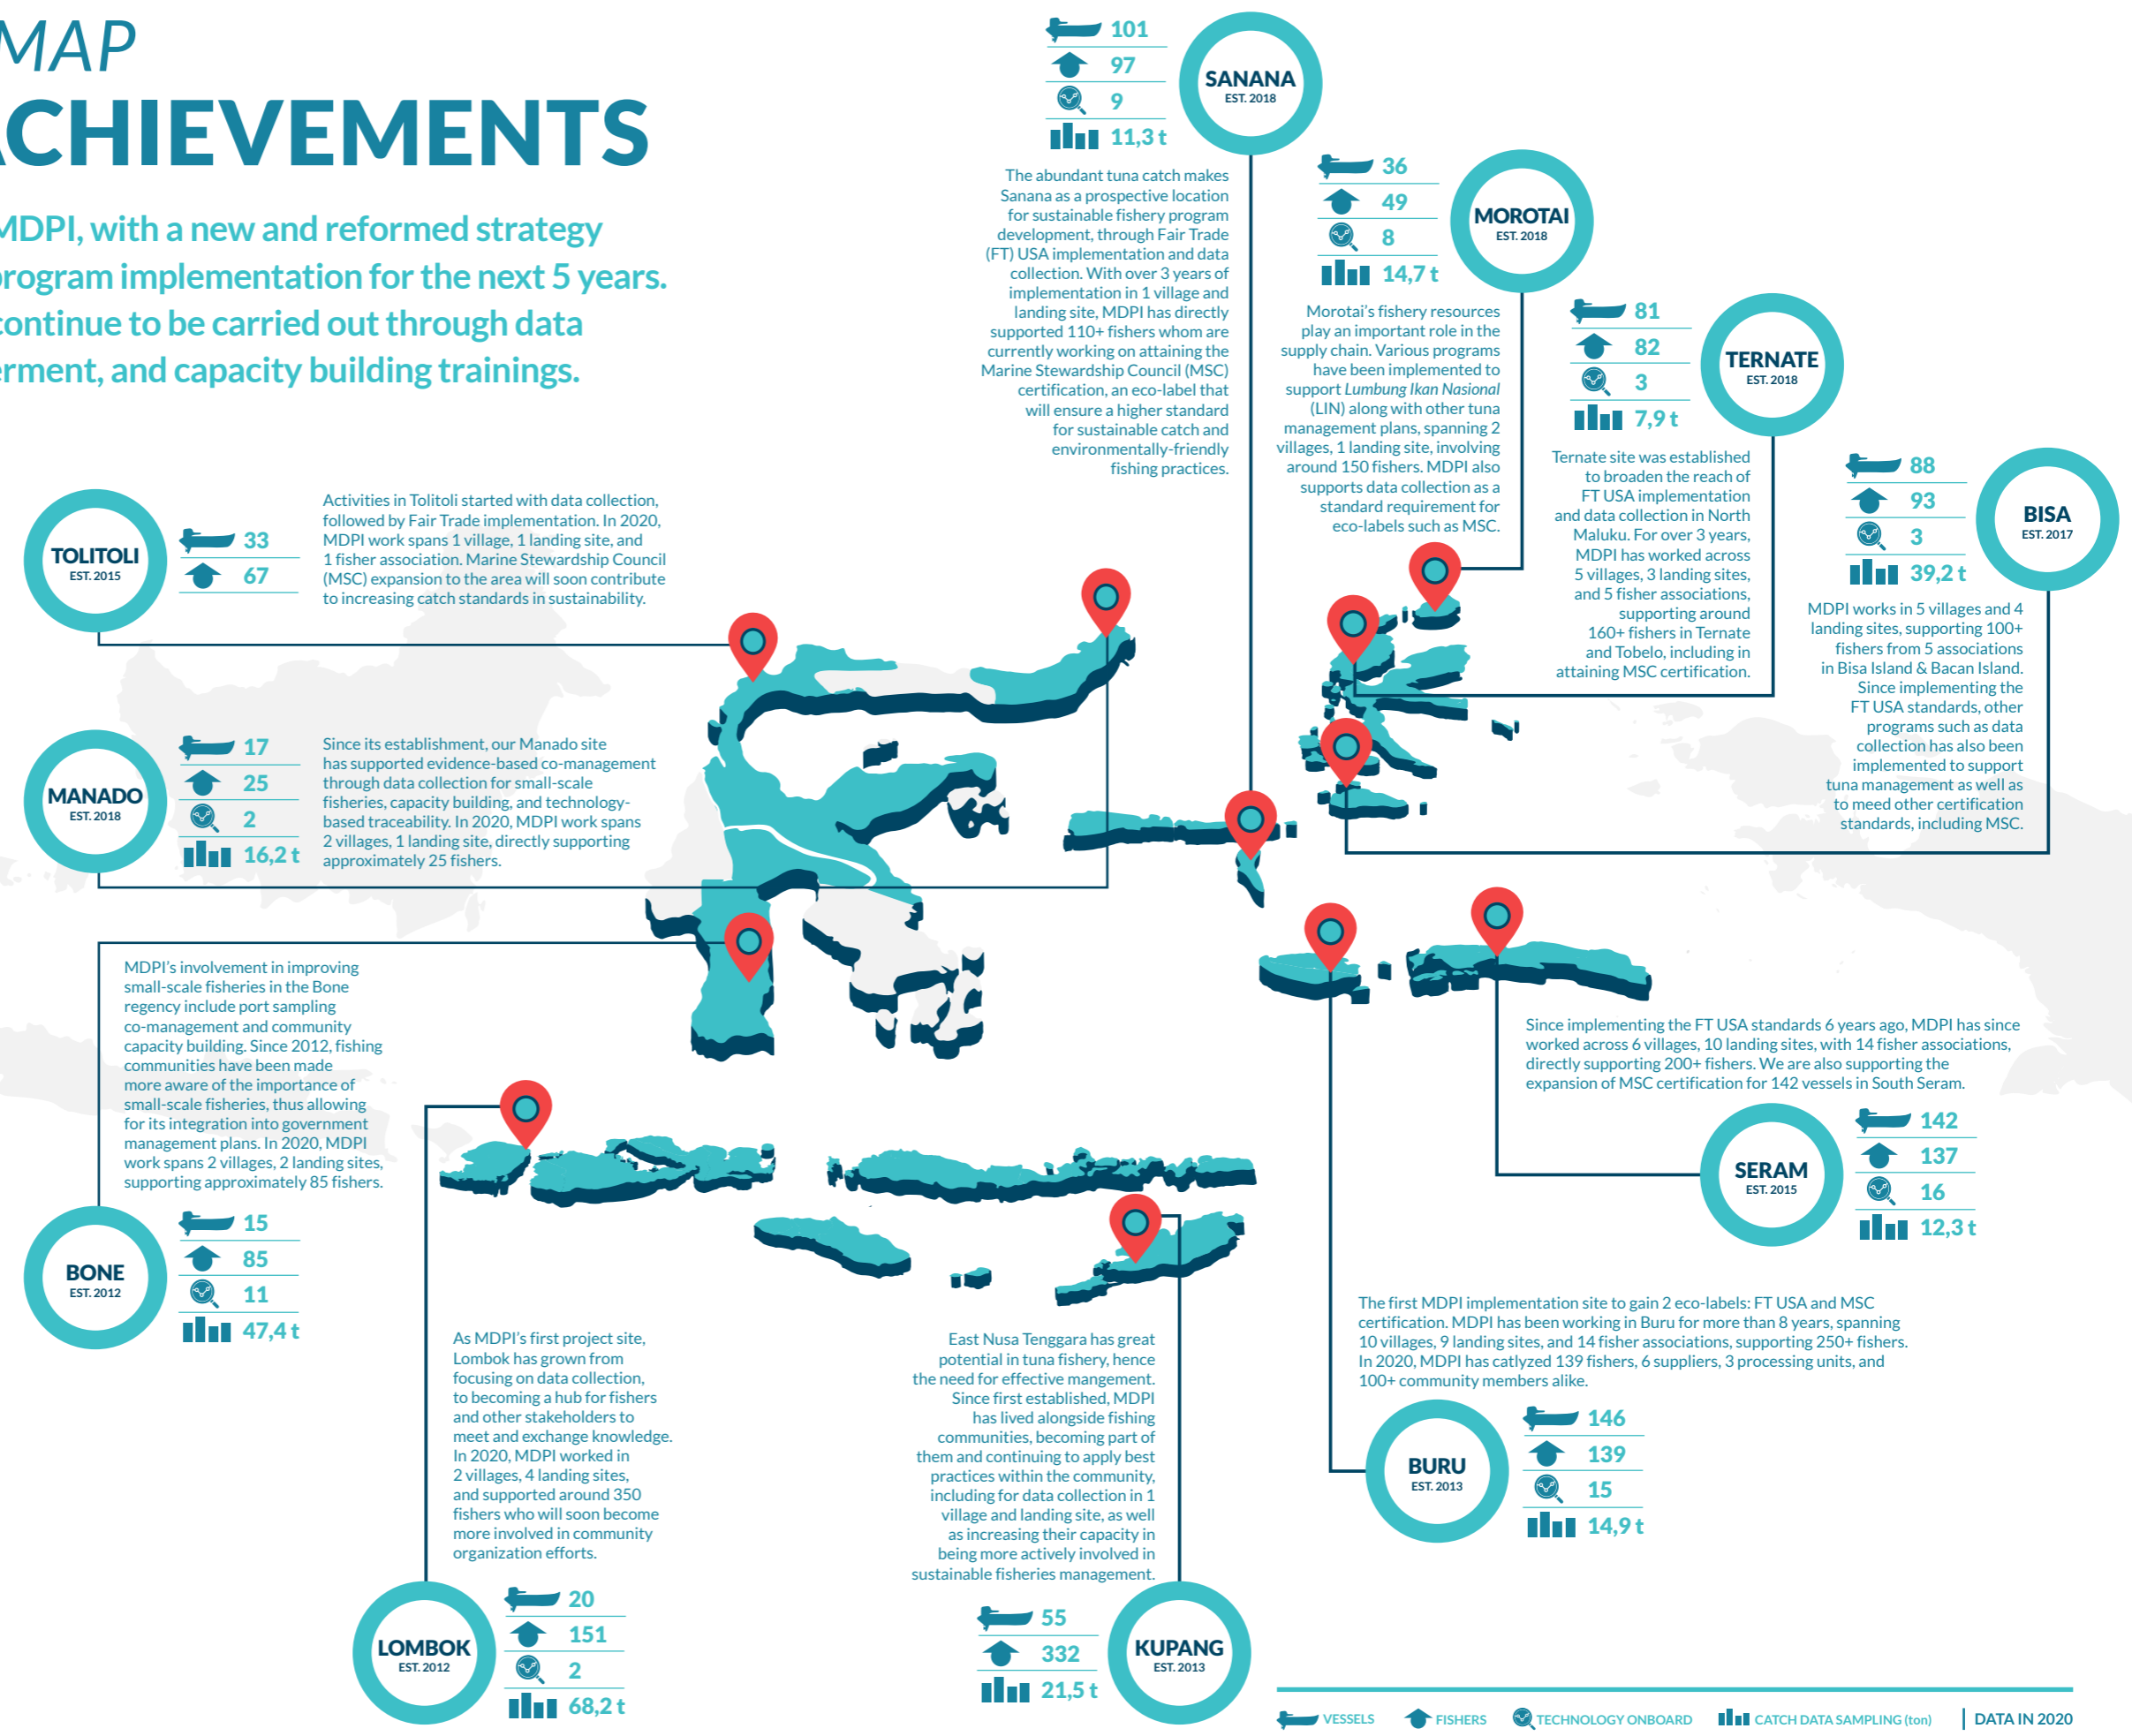 MAP
ACHIEVEMENTS
MDPI, with a new and reformed strategy
program implementation for the next 5 years.
continue to be carried out through data
erment, and capacity building trainings.
101
97
9
11,3 t
SANANA
EST. 2018
The abundant tuna catch makes
Sanana as a prospective location
for sustainable fishery program
development, through Fair Trade
(FT) USA implementation and data
collection. With over 3 years of
implementation in 1 village and
landing site, MDPI has directly
supported 110+ fishers whom are
currently working on attaining the
Marine Stewardship Council (MSC)
certification, an eco-label that
will ensure a higher standard
for sustainable catch and
environmentally-friendly
fishing practices.
36
49
8
14,7 t
MOROTAI
EST. 2018
Morotai's fishery resources
play an important role in the
supply chain. Various programs
have been implemented to
support Lumbung Ikan Nasional
(LIN) along with other tuna
management plans, spanning 2
villages, 1 landing site, involving
around 150 fishers. MDPI also
supports data collection as a
standard requirement for
eco-labels such as MSC.
81
82
3
7,9 t
TERNATE
EST. 2018
Ternate site was established
to broaden the reach of
FT USA implementation
and data collection in North
Maluku. For over 3 years,
MDPI has worked across
5 villages, 3 landing sites,
and 5 fisher associations,
supporting around
160+ fishers in Ternate
and Tobelo, including in
attaining MSC certification.
88
93
3
39,2 t
BISA
EST. 2017
MDPI works in 5 villages and 4
landing sites, supporting 100+
fishers from 5 associations
in Bisa Island & Bacan Island.
Since implementing the
FT USA standards, other
programs such as data
collection has also been
implemented to support
tuna management as well as
to meed other certification
standards, including MSC.
TOLITOLI
EST. 2015
33
67
Activities in Tolitoli started with data collection,
followed by Fair Trade implementation. In 2020,
MDPI work spans 1 village, 1 landing site, and
1 fisher association. Marine Stewardship Council
(MSC) expansion to the area will soon contribute
to increasing catch standards in sustainability.
MANADO
EST. 2018
17
25
2
16,2 t
Since its establishment, our Manado site
has supported evidence-based co-management
through data collection for small-scale
fisheries, capacity building, and technology-
based traceability. In 2020, MDPI work spans
2 villages, 1 landing site, directly supporting
approximately 25 fishers.
MDPI's involvement in improving
small-scale fisheries in the Bone
regency include port sampling
co-management and community
capacity building. Since 2012, fishing
communities have been made
more aware of the importance of
small-scale fisheries, thus allowing
for its integration into government
management plans. In 2020, MDPI
work spans 2 villages, 2 landing sites,
supporting approximately 85 fishers.
BONE
EST. 2012
15
85
11
47,4 t
Since implementing the FT USA standards 6 years ago, MDPI has since
worked across 6 villages, 10 landing sites, with 14 fisher associations,
directly supporting 200+ fishers. We are also supporting the
expansion of MSC certification for 142 vessels in South Seram.
SERAM
EST. 2015
142
137
16
12,3 t
The first MDPI implementation site to gain 2 eco-labels: FT USA and MSC
certification. MDPI has been working in Buru for more than 8 years, spanning
10 villages, 9 landing sites, and 14 fisher associations, supporting 250+ fishers.
In 2020, MDPI has catlyzed 139 fishers, 6 suppliers, 3 processing units, and
100+ community members alike.
BURU
EST. 2013
146
139
15
14,9 t
As MDPI's first project site,
Lombok has grown from
focusing on data collection,
to becoming a hub for fishers
and other stakeholders to
meet and exchange knowledge.
In 2020, MDPI worked in
2 villages, 4 landing sites,
and supported around 350
fishers who will soon become
more involved in community
organization efforts.
LOMBOK
EST. 2012
20
151
2
68,2 t
East Nusa Tenggara has great
potential in tuna fishery, hence
the need for effective mangement.
Since first established, MDPI
has lived alongside fishing
communities, becoming part of
them and continuing to apply best
practices within the community,
including for data collection in 1
village and landing site, as well
as increasing their capacity in
being more actively involved in
sustainable fisheries management.
55
332
21,5 t
KUPANG
EST. 2013
VESSELS FISHERS TECHNOLOGY ONBOARD CATCH DATA SAMPLING (ton) DATA IN 2020